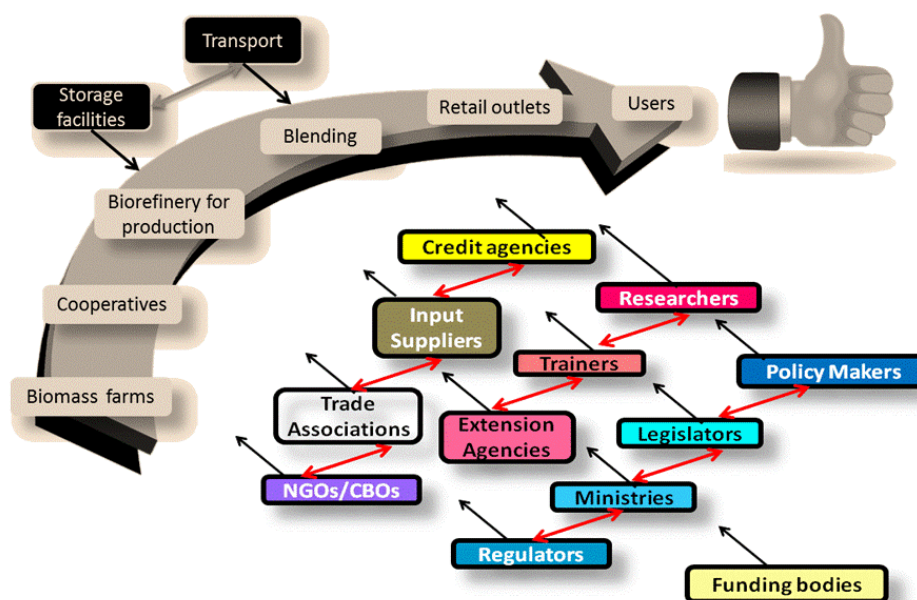 Transport
Storage
facilities
Retail outlets
Users
Blending
Biorefinery for
production
Credit agencies
Cooperatives
Researchers
Input
Suppliers
Trainers
Policy Makers
Biomass farms
Trade
Associations
Extension
Agencies
Legislators
NGOs/CBOs
Ministries
Regulators
Funding bodies